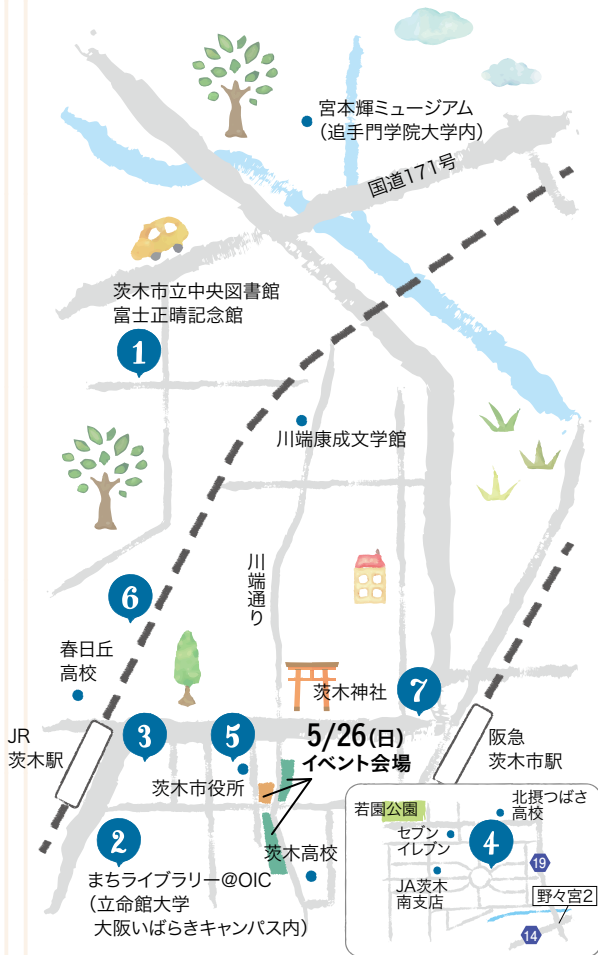 宮本輝ミュージアム
（追手門学院大学内）
国道171号
茨木市立中央図書館
富士正晴記念館
1
川端康成文学館
川端通り
6
春日丘
高校
茨木神社
7
JR
茨木駅
3
5
5/26(日)
イベント会場
阪急
茨木市駅
茨木市役所
2
茨木高校
まちライブラリー@OIC
（立命館大学
大阪いばらきキャンパス内）
若園公園
北摂つばさ
高校
セブン
イレブン
4
19
JA茨木
南支店
野々宮2
14